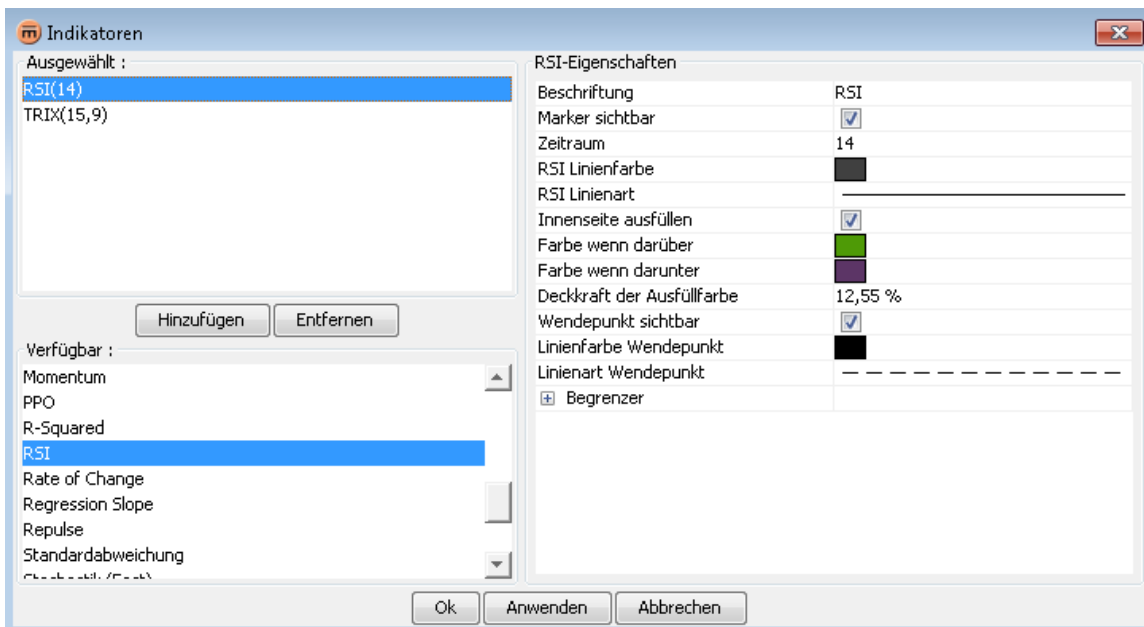 Indikatoren
Ausgewählt :
RSI(14)
TRIX(15,9)
Hinzufügen Entfernen
Verfügbar :
Momentum
PPO
R-Squared
RSI
Rate of Change
Regression Slope
Repulse
Standardabweichung
Stochastik (Fast)
RSI-Eigenschaften
Beschriftung RSI
Marker sichtbar
Zeitraum 14
RSI Linienfarbe
RSI Linienart
Innenseite ausfüllen
Farbe wenn darüber
Farbe wenn darunter
Deckkraft der Ausfüllfarbe 12,55 %
Wendepunkt sichtbar
Linienfarbe Wendepunkt
Linienart Wendepunkt
Begrenzer
Ok Anwenden Abbrechen